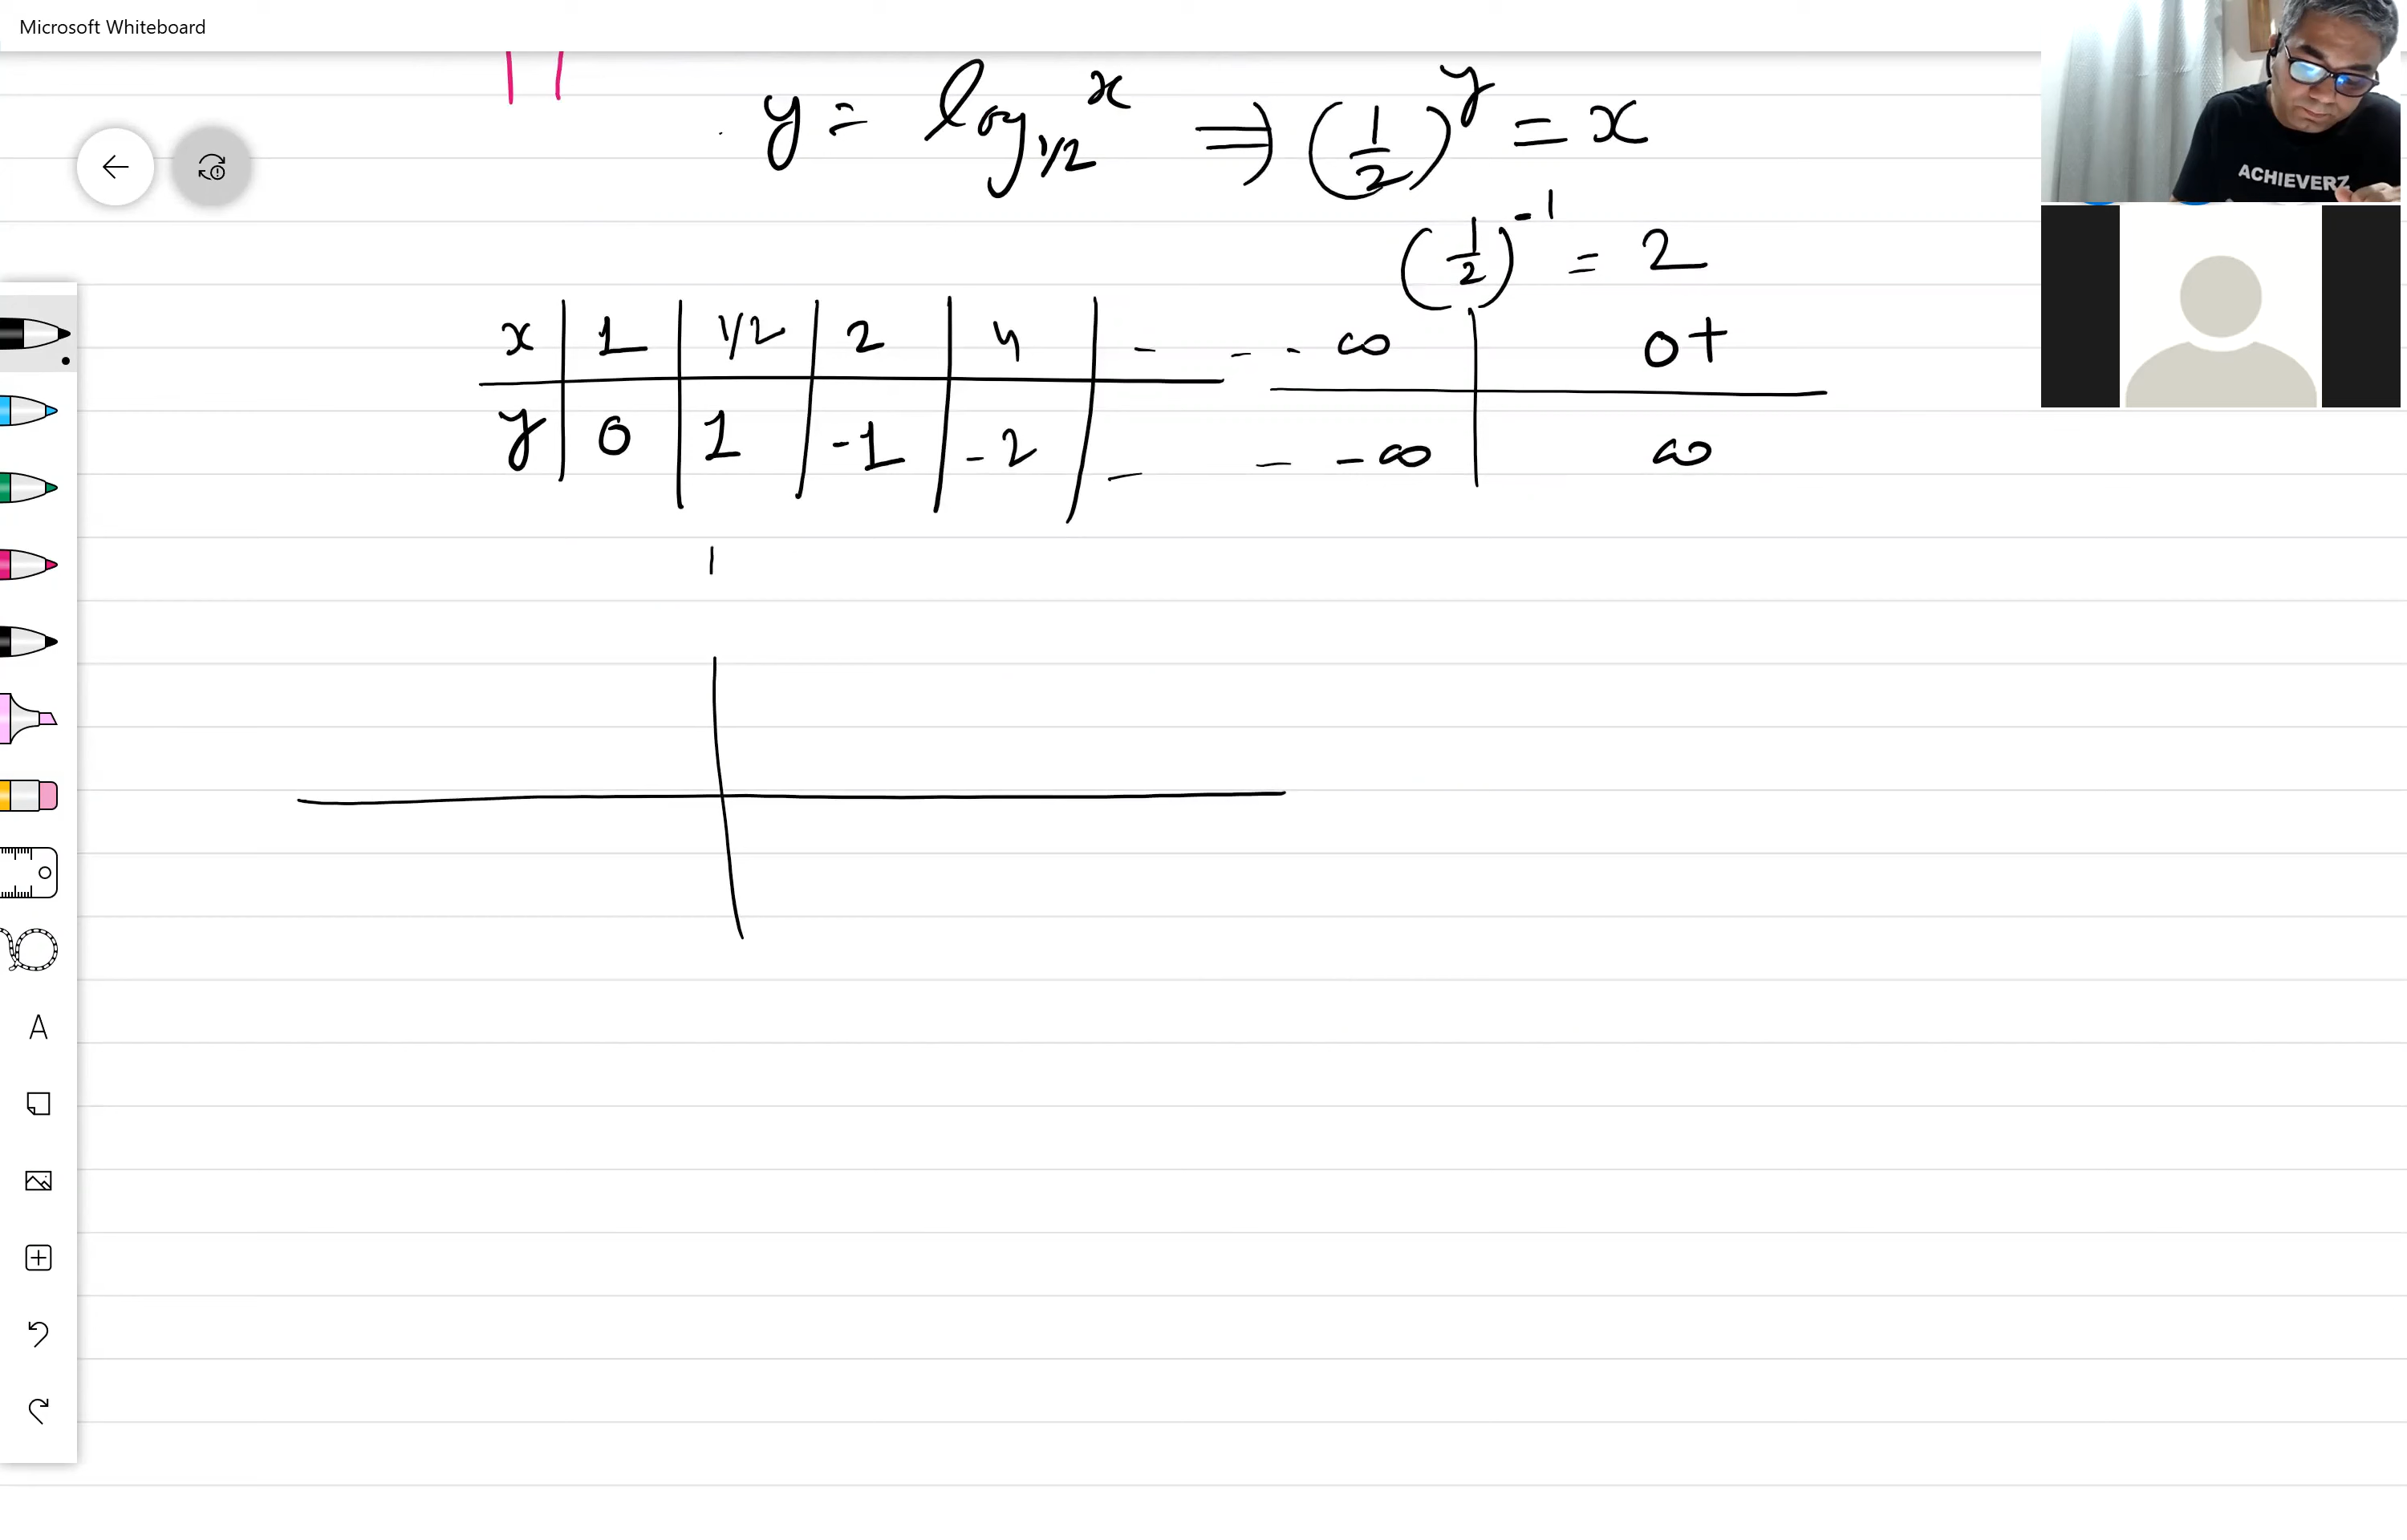 Microsoft Whiteboard
y = log_{1/2} x ⇒ (1/2)^y = x
(1/2)^{-1} = 2
x | 1 | 1/2 | 2 | 4 | - - - ∞ | 0+
y | 0 | 1 | -1 | -2 | - - -∞ | ∞
ACHIEVERZ
A